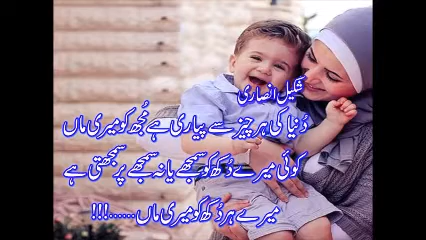 شکیل انصاری
دُنیا کی ہر چیز سے پیاری ہے مُجھ کو میری ماں
کوئی میرے دُکھ کو سمجھے یا نہ سمجھے پر سمجھتی ہے
میرے ہر دُکھ کو میری ماں.....!!!